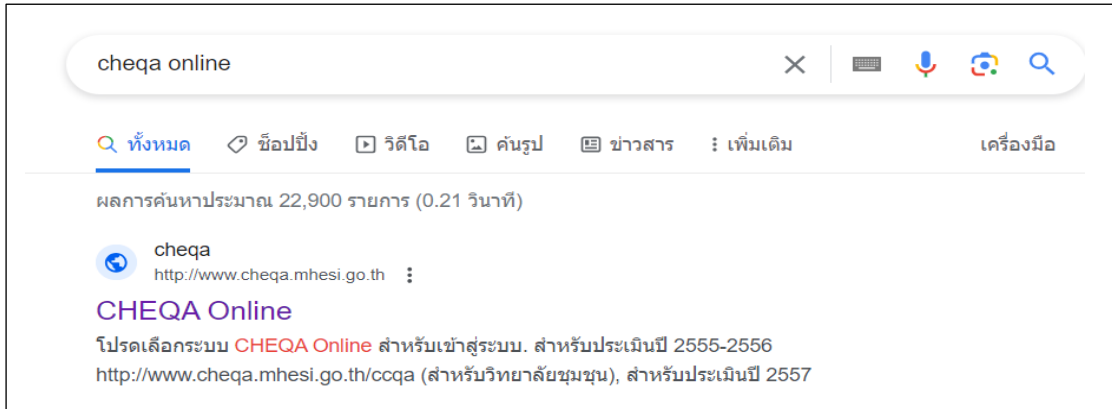 cheqa online
ทั้งหมด ช็อปปิ้ง วิดีโอ ค้นรูป ข่าวสาร เพิ่มเติม เครื่องมือ
ผลการค้นหาประมาณ 22,900 รายการ (0.21 วินาที)
cheqa
http://www.cheqa.mhesi.go.th
CHEQA Online
โปรดเลือกระบบ CHEQA Online สำหรับเข้าสู่ระบบ. สำหรับประเมินปี 2555-2556
http://www.cheqa.mhesi.go.th/ccqa (สำหรับวิทยาลัยชุมชุน), สำหรับประเมินปี 2557